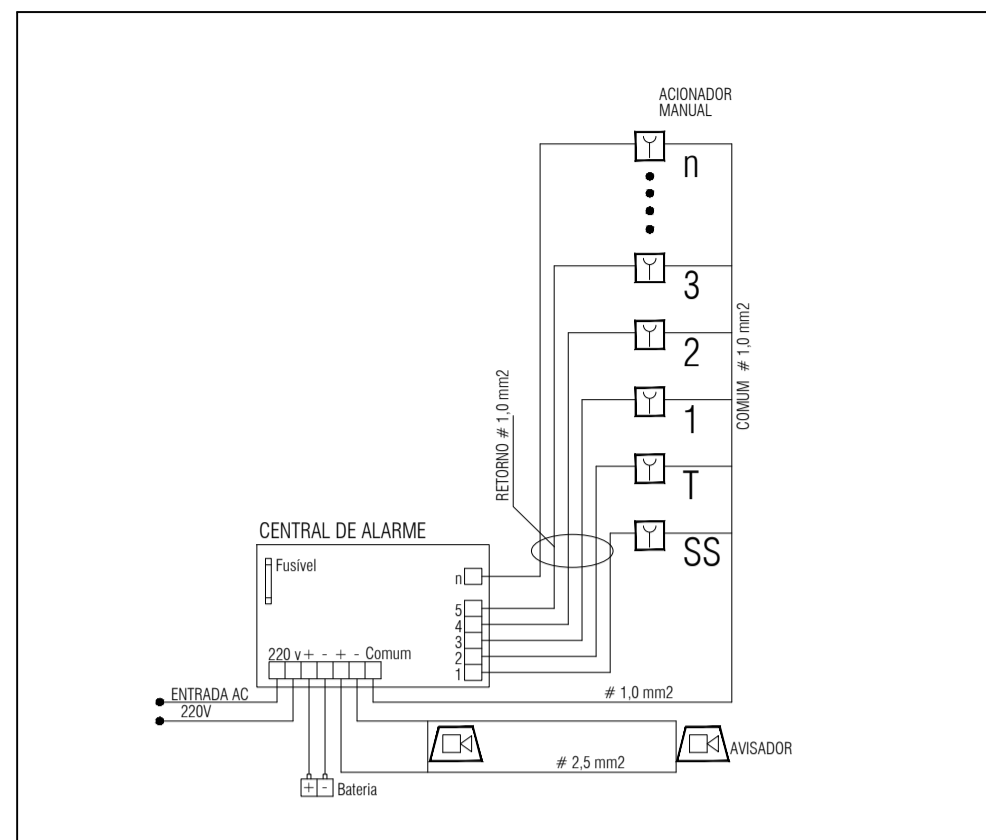 ACIONADOR
MANUAL
n
3
2
1
T
SS
COMUM # 1,0 mm2
RETORNO # 1,0 mm2
CENTRAL DE ALARME
Fusível
n
5
4
3
2
1
220 v + - + - Comum
ENTRADA AC
220V
# 1,0 mm2
AVISADOR
# 2,5 mm2
+ - Bateria